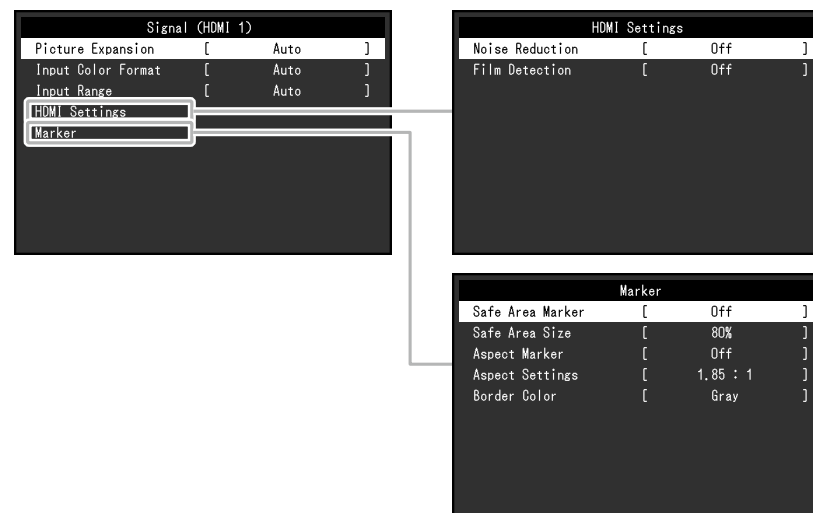 Signal (HDMI 1)
Picture Expansion [ Auto ]
Input Color Format [ Auto ]
Input Range [ Auto ]
HDMI Settings
Marker
HDMI Settings
Noise Reduction [ Off ]
Film Detection [ Off ]
Marker
Safe Area Marker [ Off ]
Safe Area Size [ 80% ]
Aspect Marker [ Off ]
Aspect Settings [ 1.85 : 1 ]
Border Color [ Gray ]